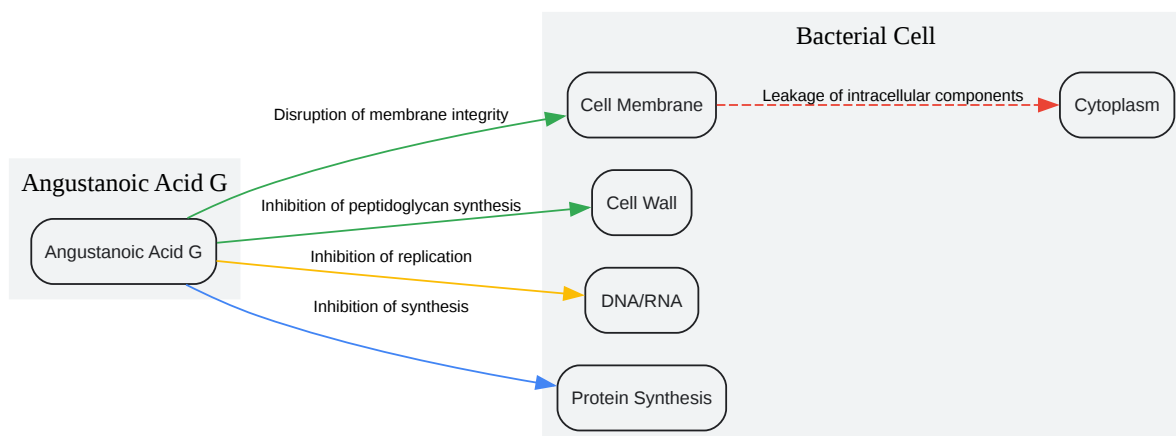 Bacterial Cell
Cell Membrane
Leakage of intracellular components
Cytoplasm
Disruption of membrane integrity
Angustanoic Acid G
Angustanoic Acid G
Inhibition of peptidoglycan synthesis
Cell Wall
Inhibition of replication
DNA/RNA
Inhibition of synthesis
Protein Synthesis